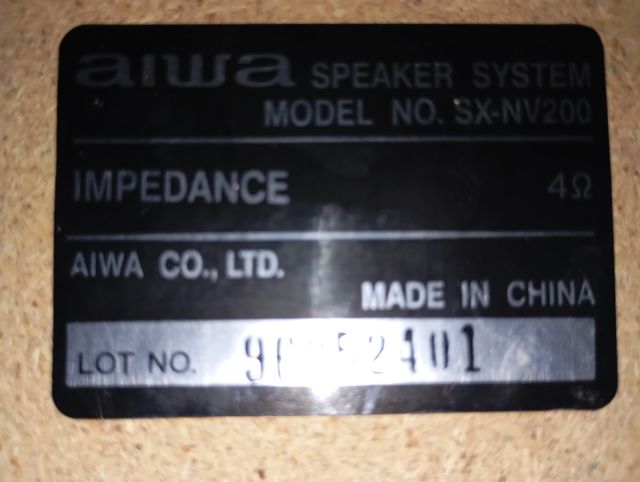 aiwa SPEAKER SYSTEM
MODEL NO. SX-NV200
IMPEDANCE 4Ω
AIWA CO., LTD.
MADE IN CHINA
LOT NO.